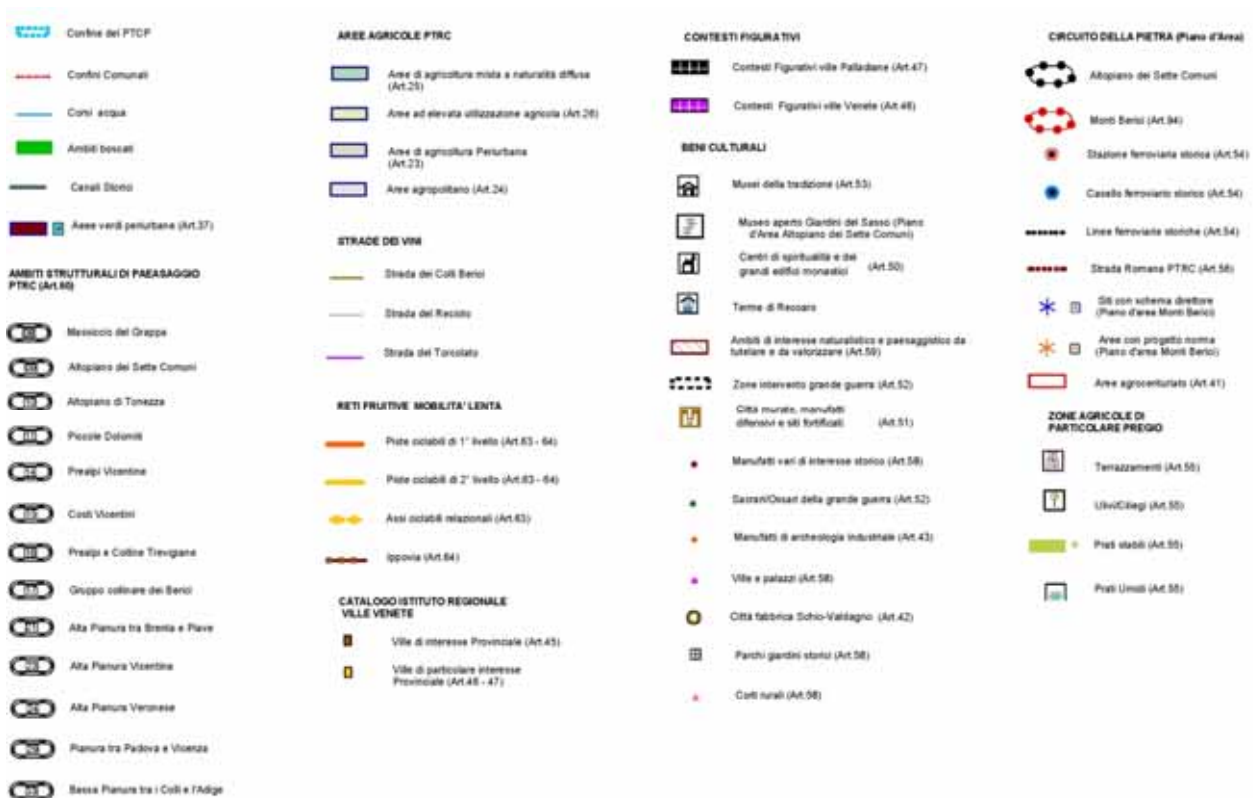 Confine del PTCP
Confini Comunali
Corsi acqua
Ambiti boscati
Canali Storici
Aree verdi periurbane (Art.37)
AMBITI STRUTTURALI DI PAEASAGGIO
PTRC (Art.60)
Massiccio del Grappa
Altopiano dei Sette Comuni
Altopiano di Tonezza
Piccole Dolomiti
Prealpi Vicentine
Costi Vicentini
Prealpi e Colline Trevigiane
Gruppo collinare dei Berici
Alta Pianura tra Brenta e Piave
Alta Pianura Vicentina
Alta Pianura Veronese
Pianura tra Padova e Vicenza
Bassa Pianura tra i Colli e l'Adige
AREE AGRICOLE PTRC
Aree di agricoltura mista a naturalità diffusa
(Art.25)
Aree ad elevata utilizzazione agricola (Art.26)
Aree di agricoltura Periurbana
(Art.23)
Aree agropolitano (Art.24)
STRADE DEI VINI
Strada dei Colli Berici
Strada del Recioto
Strada del Torcolato
RETI FRUITIVE MOBILITA' LENTA
Piste ciclabili di 1° livello (Art.63 - 64)
Piste ciclabili di 2° livello (Art.63 - 64)
Assi ciclabili relazionali (Art.63)
Ippovia (Art.64)
CATALOGO ISTITUTO REGIONALE
VILLE VENETE
Ville di interesse Provinciale (Art.45)
Ville di particolare interesse
Provinciale (Art.46 - 47)
CONTESTI FIGURATIVI
Contesti Figurativi ville Palladiane (Art.47)
Contesti Figurativi ville Venete (Art.46)
BENI CULTURALI
Musei della tradizione (Art.53)
Museo aperto Giardini del Sasso (Piano
d'Area Altopiano dei Sette Comuni)
Centri di spiritualità e dei
grandi edifici monastici (Art.50)
Terme di Recoaro
Ambiti di interesse naturalistico e paesaggistico da
tutelare e da valorizzare (Art.59)
Zone intervento grande guerra (Art.52)
Città murate, manufatti
difensivi e siti fortificati (Art.51)
Manufatti vari di interesse storico (Art.58)
Sacrari/Ossari della grande guerra (Art.52)
Manufatti di archeologia industriale (Art.43)
Ville e palazzi (Art.58)
Città fabbrica Schio-Valdagno (Art.42)
Parchi giardini storici (Art.58)
Corti rurali (Art.58)
CIRCUITO DELLA PIETRA (Piano d'Area)
Altopiano dei Sette Comuni
Monti Berici (Art.94)
Stazione ferroviaria storica (Art.54)
Casello ferroviario storico (Art.54)
Linee ferroviarie storiche (Art.54)
Strada Romana PTRC (Art.56)
Siti con schema direttore
(Piano d'area Monti Berici)
Aree con progetto norma
(Piano d'area Monti Berici)
Aree agrocenturiato (Art.41)
ZONE AGRICOLE DI
PARTICOLARE PREGIO
Terrazzamenti (Art.55)
Ulivi/Ciliegi (Art.55)
Prati stabili (Art.55)
Prati Umidi (Art.55)